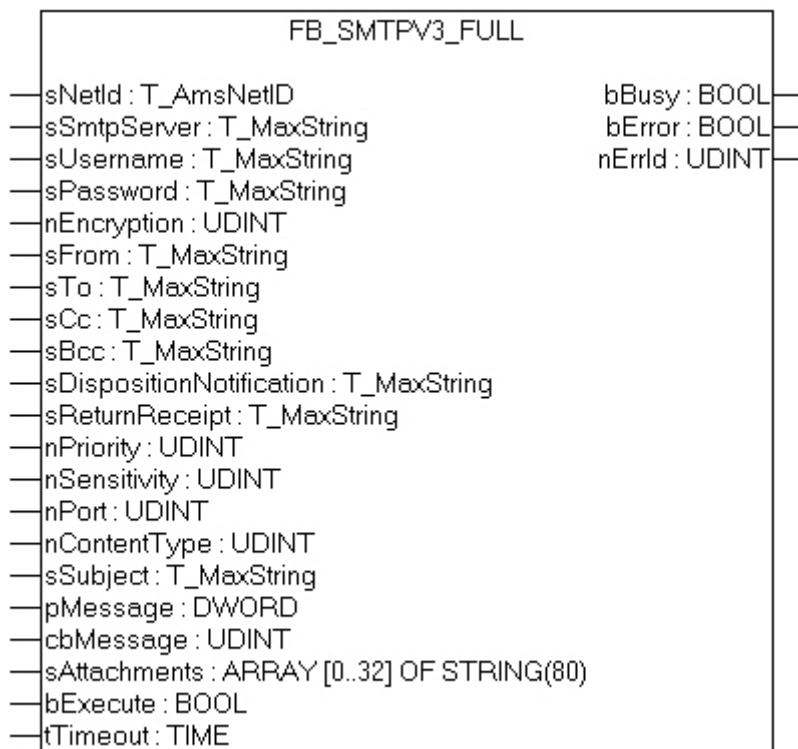 FB_SMTPV3_FULL
sNetId : T_AmsNetID bBusy : BOOL
sSmtpServer : T_MaxString bError : BOOL
sUsername : T_MaxString nErrId : UDINT
sPassword : T_MaxString
nEncryption : UDINT
sFrom : T_MaxString
sTo : T_MaxString
sCc : T_MaxString
sBcc : T_MaxString
sDispositionNotification : T_MaxString
sReturnReceipt : T_MaxString
nPriority : UDINT
nSensitivity : UDINT
nPort : UDINT
nContentType : UDINT
sSubject : T_MaxString
pMessage : DWORD
cbMessage : UDINT
sAttachments : ARRAY [0..32] OF STRING(80)
bExecute : BOOL
tTimeout : TIME